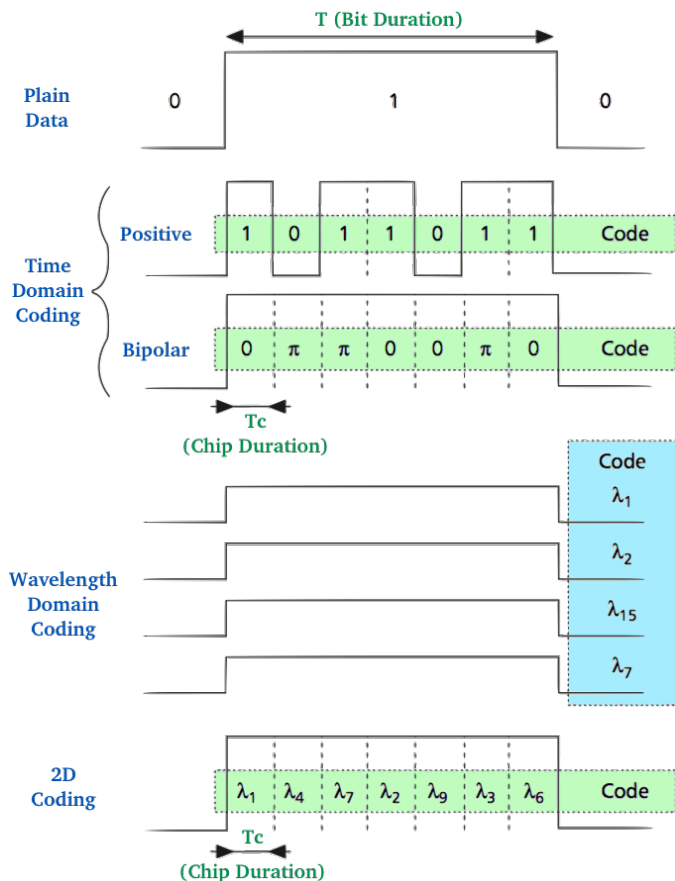 T (Bit Duration)
Plain
Data
0 1 0
Time
Domain
Coding
Positive
1 0 1 1 0 1 1 Code
Bipolar
0 π π 0 0 π 0 Code
Tc
(Chip Duration)
Wavelength
Domain
Coding
Code
λ1
λ2
λ15
λ7
2D
Coding
λ1 λ4 λ7 λ2 λ9 λ3 λ6 Code
Tc
(Chip Duration)